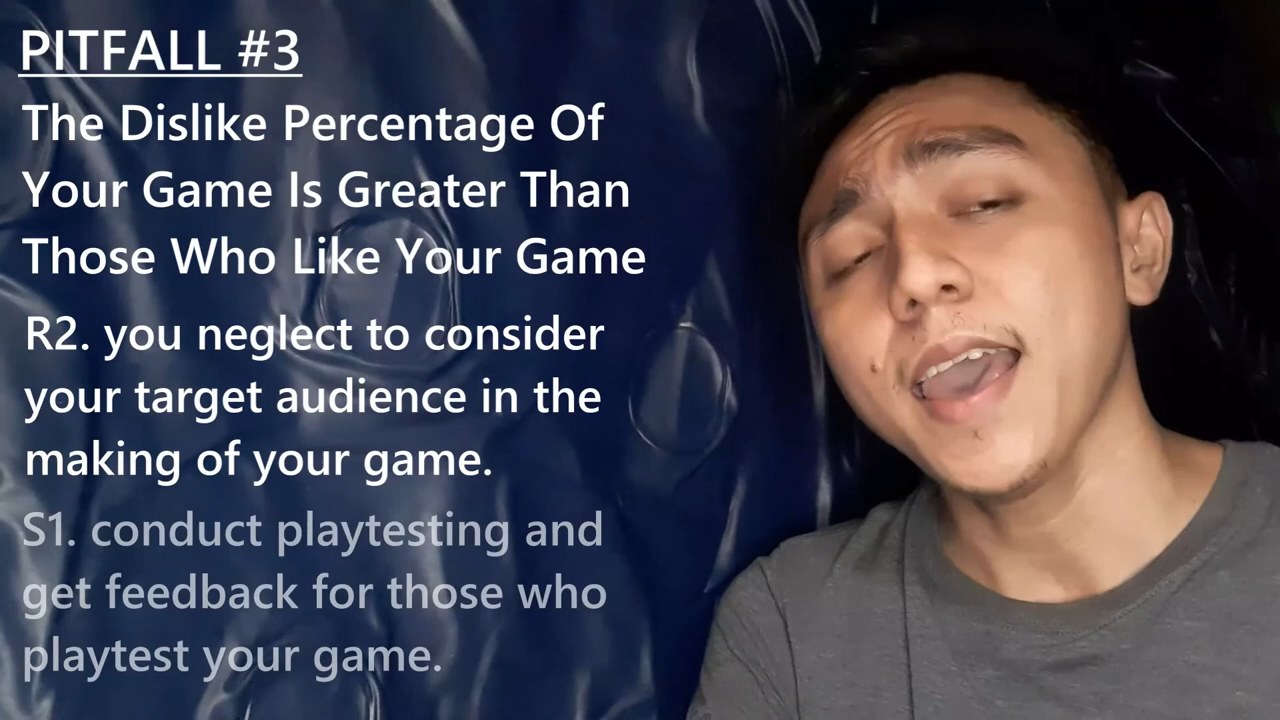 PITFALL #3
The Dislike Percentage Of
Your Game Is Greater Than
Those Who Like Your Game
R2. you neglect to consider
your target audience in the
making of your game.
S1. conduct playtesting and
get feedback for those who
playtest your game.